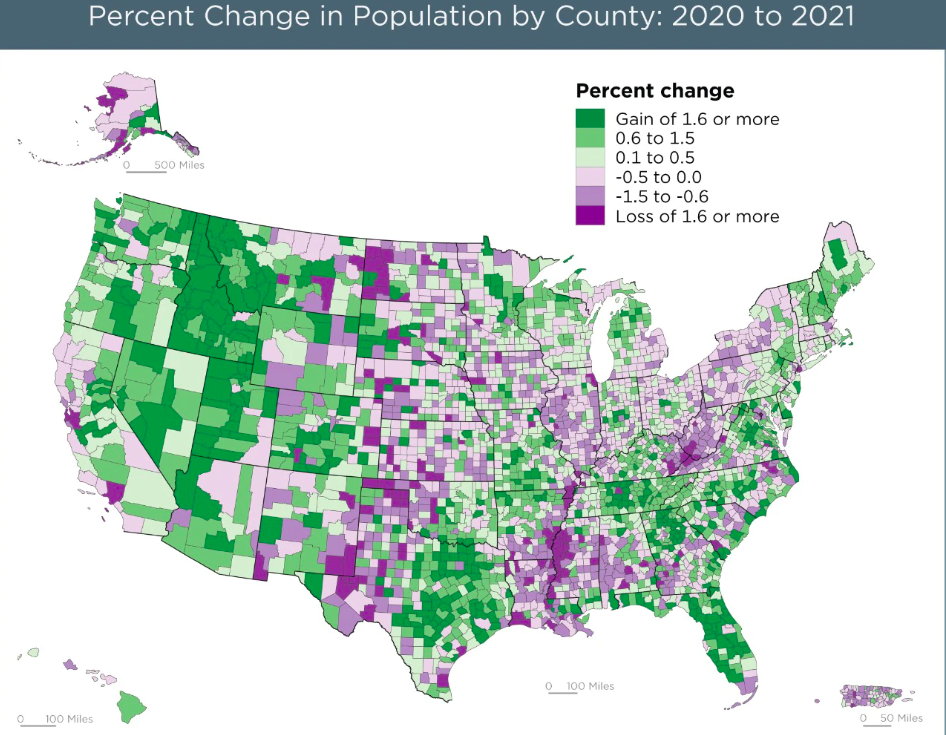 Percent Change in Population by County: 2020 to 2021
Percent change
Gain of 1.6 or more
0.6 to 1.5
0.1 to 0.5
-0.5 to 0.0
-1.5 to -0.6
Loss of 1.6 or more
0 500 Miles
0 100 Miles
0 100 Miles
0 50 Miles